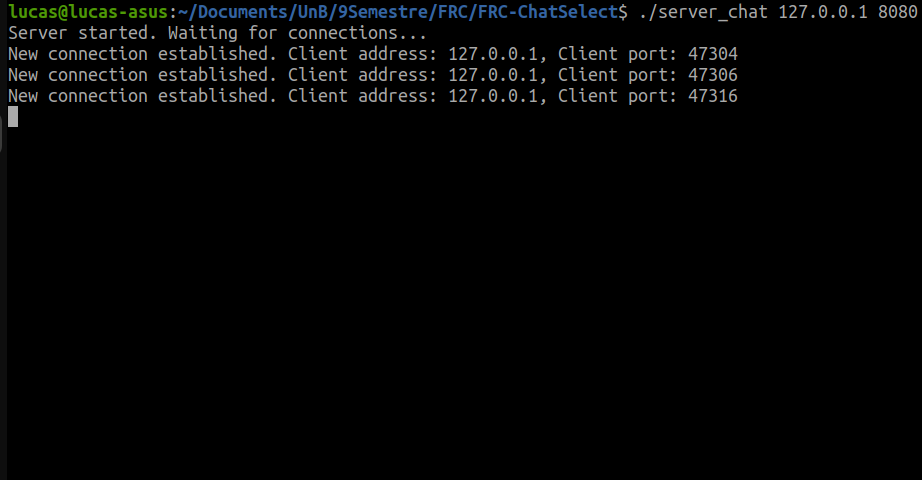 lucas@lucas-asus:~/Documents/UnB/9Semestre/FRC/FRC-ChatSelect$ ./server_chat 127.0.0.1 8080
Server started. Waiting for connections...
New connection established. Client address: 127.0.0.1, Client port: 47304
New connection established. Client address: 127.0.0.1, Client port: 47306
New connection established. Client address: 127.0.0.1, Client port: 47316